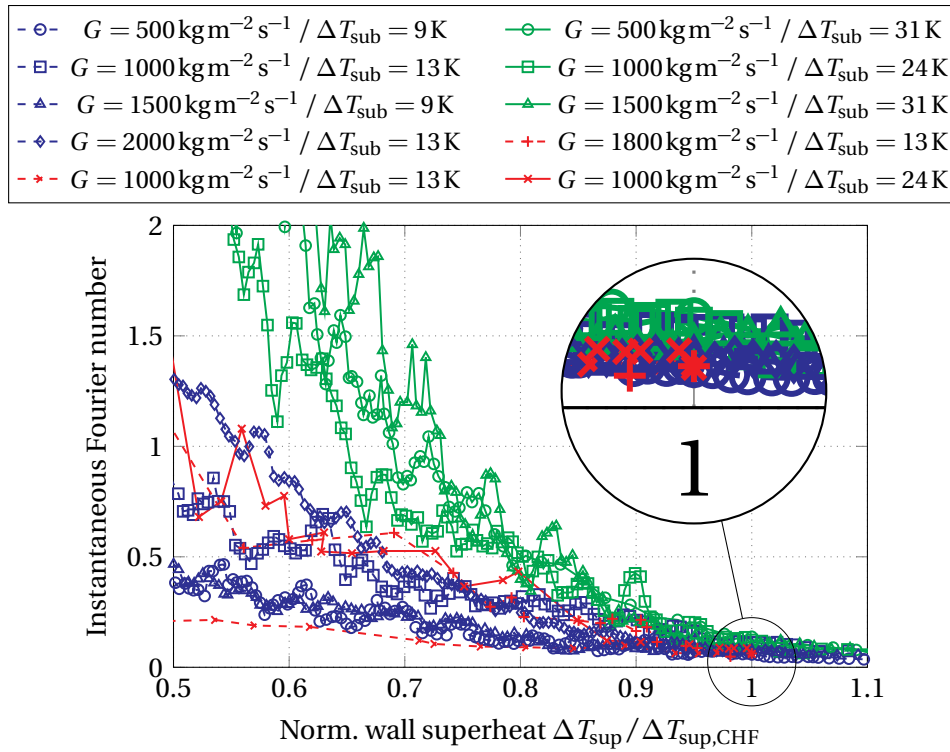 G = 500 kg m⁻² s⁻¹ / ΔT_sub = 9 K
G = 500 kg m⁻² s⁻¹ / ΔT_sub = 31 K
G = 1000 kg m⁻² s⁻¹ / ΔT_sub = 13 K
G = 1000 kg m⁻² s⁻¹ / ΔT_sub = 24 K
G = 1500 kg m⁻² s⁻¹ / ΔT_sub = 9 K
G = 1500 kg m⁻² s⁻¹ / ΔT_sub = 31 K
G = 2000 kg m⁻² s⁻¹ / ΔT_sub = 13 K
G = 1800 kg m⁻² s⁻¹ / ΔT_sub = 13 K
G = 1000 kg m⁻² s⁻¹ / ΔT_sub = 13 K
G = 1000 kg m⁻² s⁻¹ / ΔT_sub = 24 K
Instantaneous Fourier number
2
1.5
1
0.5
0
1
0.5
0.6
0.7
0.8
0.9
1
1.1
Norm. wall superheat ΔT_sup / ΔT_sup,CHF